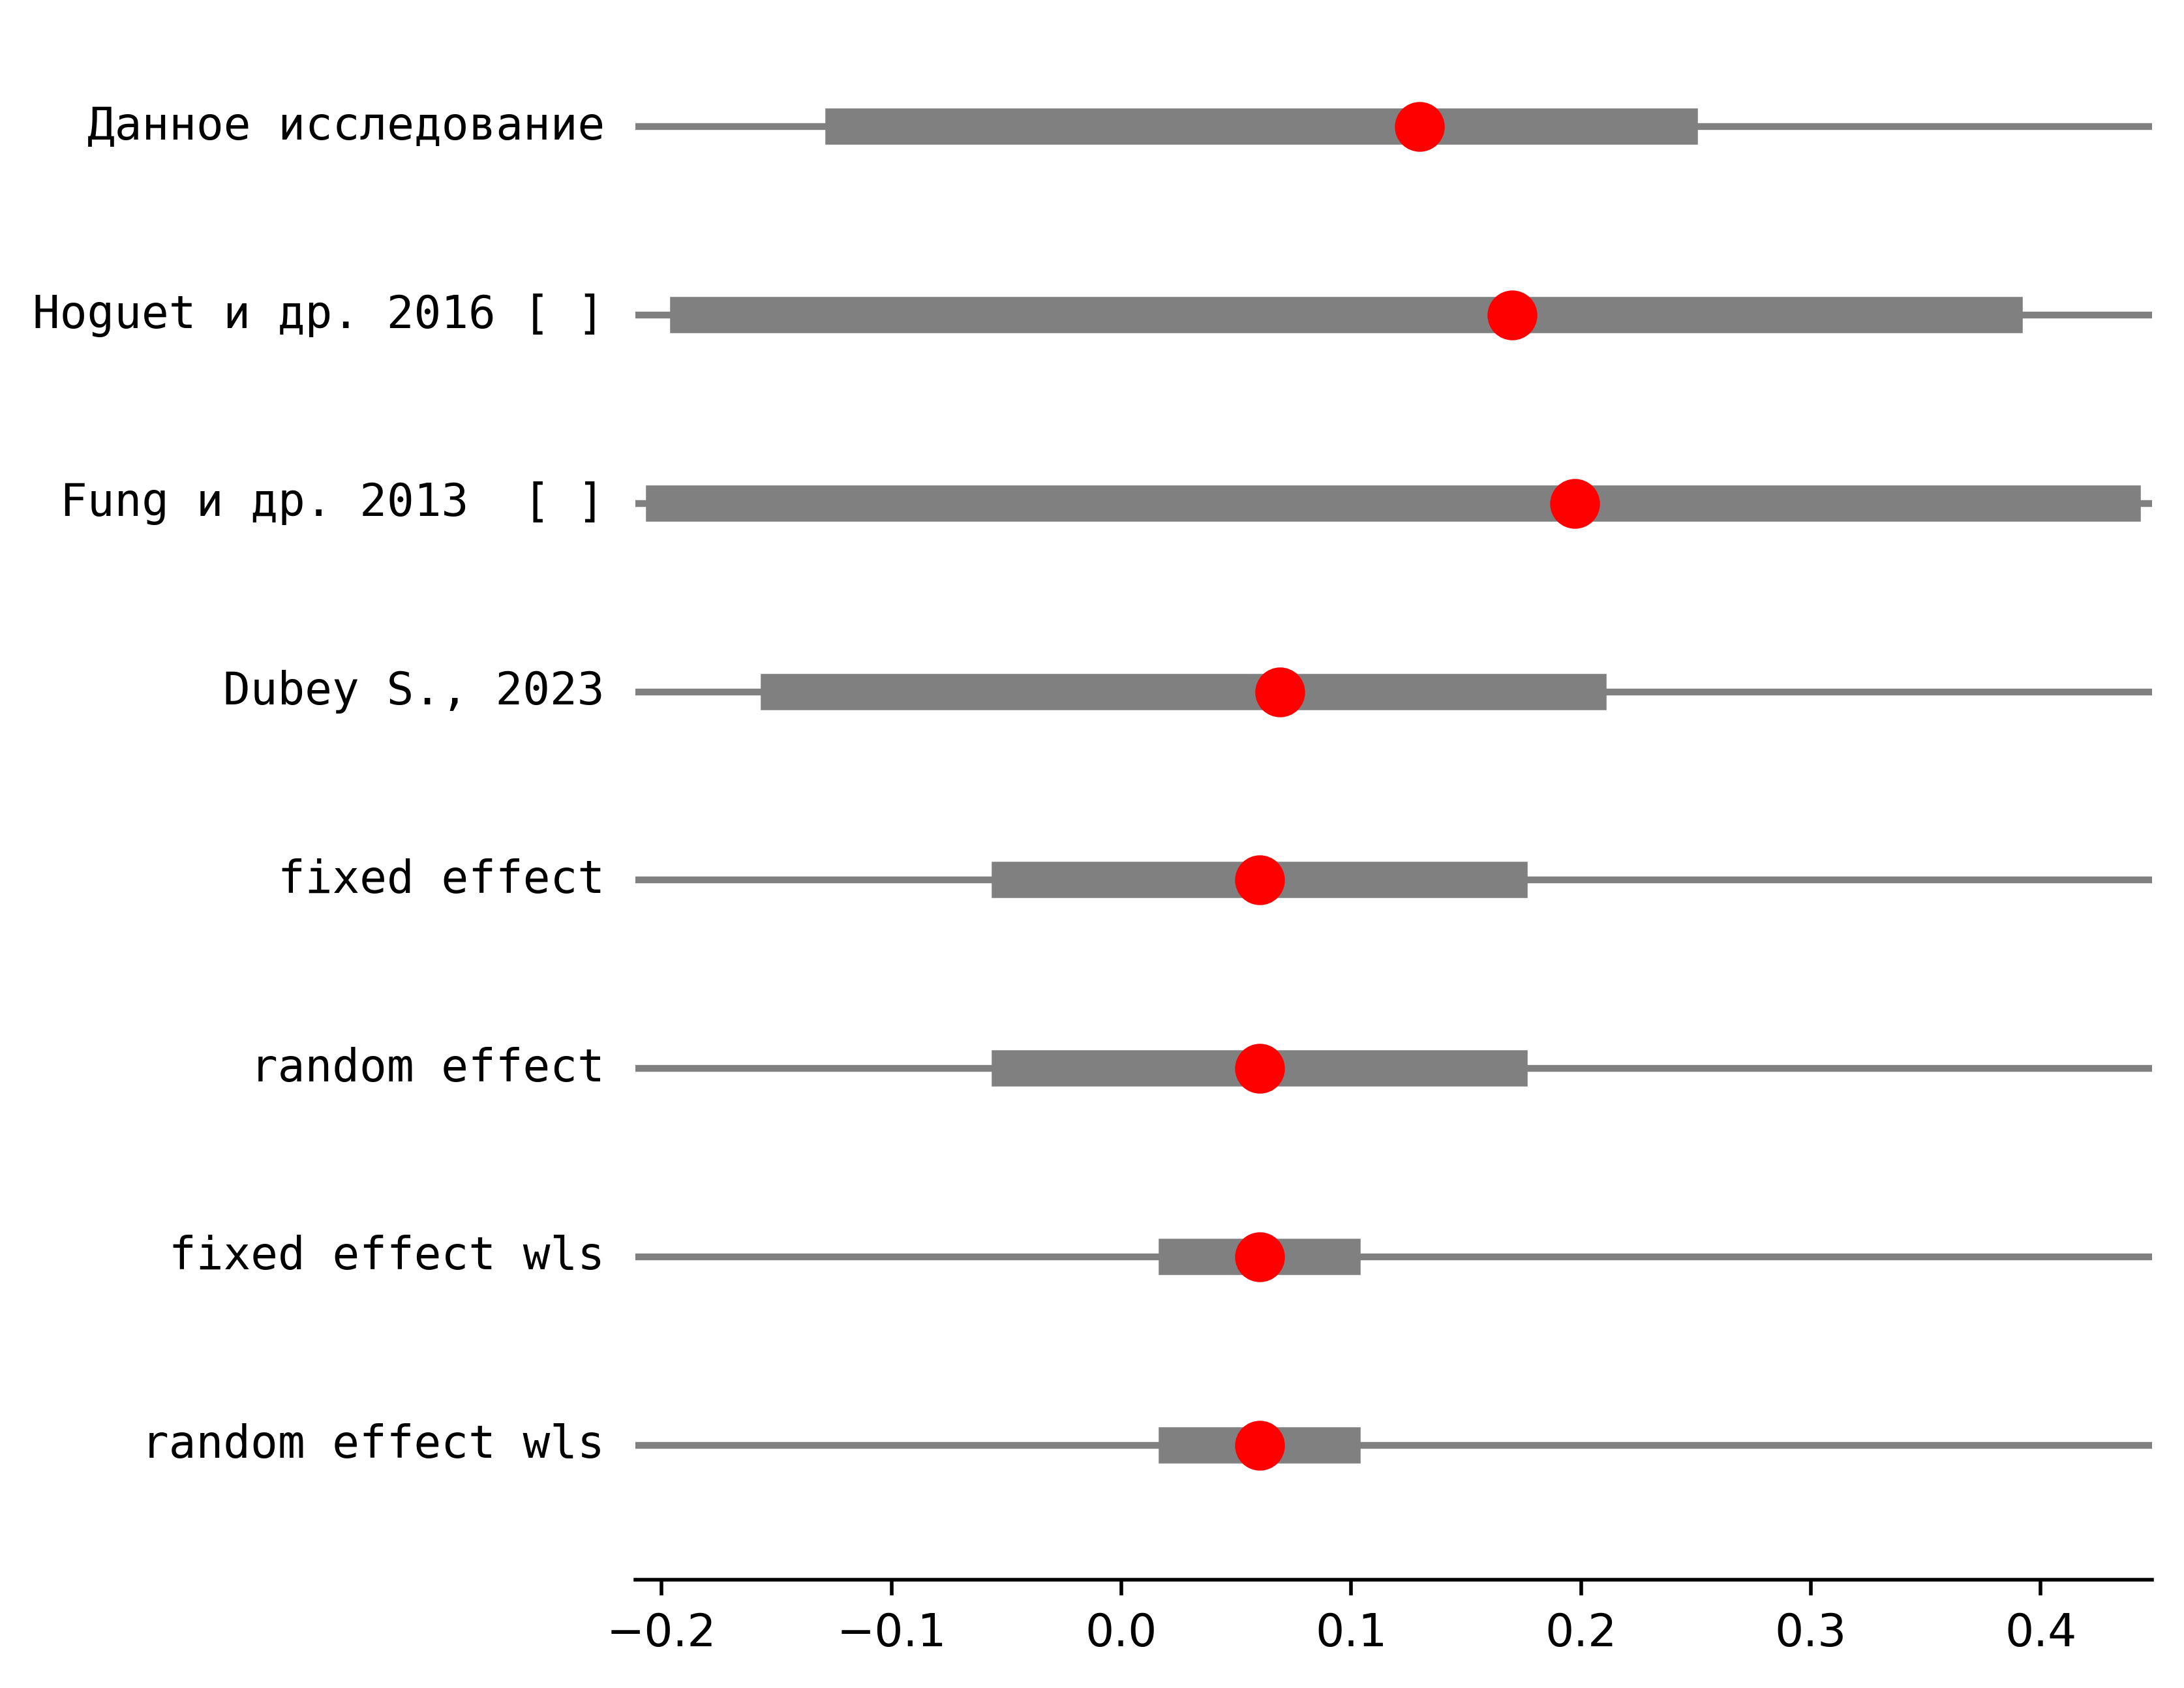 Данное исследование
Hoguet и др. 2016 [ ]
Fung и др. 2013  [ ]
Dubey S., 2023
fixed effect
random effect
fixed effect wls
random effect wls
−0.2 −0.1 0.0 0.1 0.2 0.3 0.4